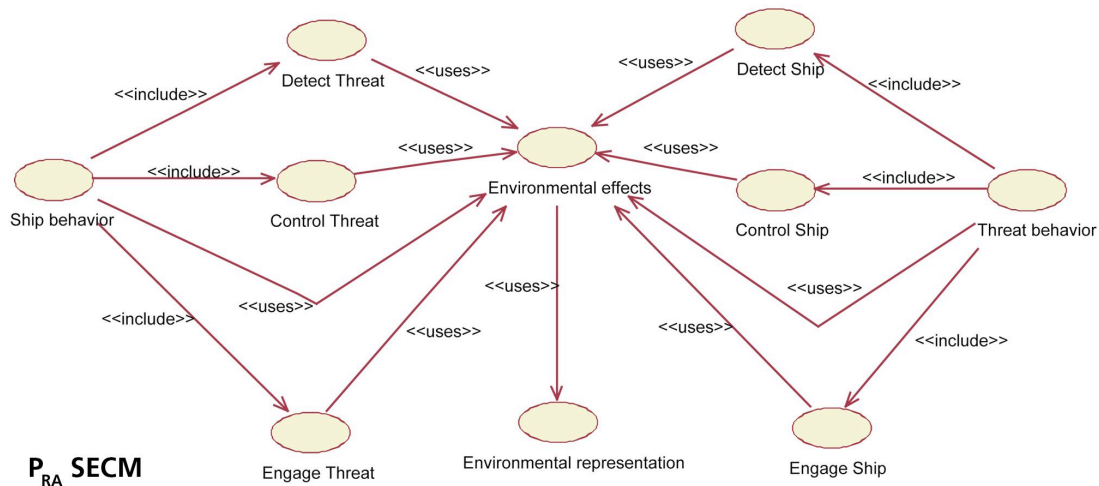 <<uses>>
<<uses>>
Detect Threat
Detect Ship
<<include>>
<<include>>
<<uses>>
<<uses>>
<<include>>
<<include>>
Environmental effects
Ship behavior
Control Threat
Control Ship
Threat behavior
<<uses>>
<<uses>>
<<uses>>
<<include>>
<<uses>>
<<uses>>
<<include>>
Engage Threat
Environmental representation
Engage Ship
PRA SECM